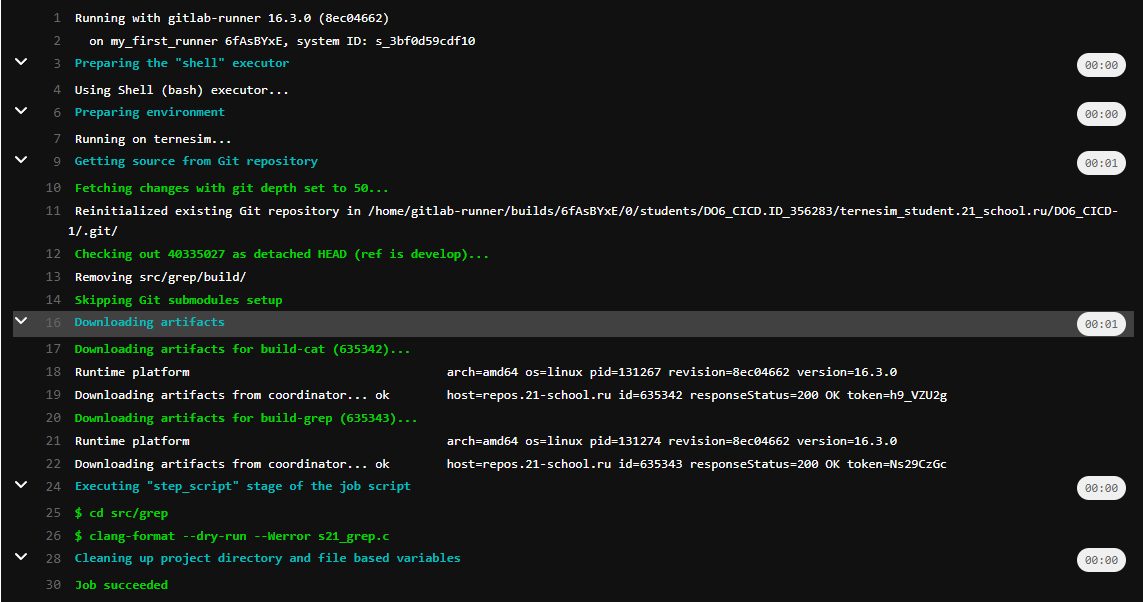 1 Running with gitlab-runner 16.3.0 (8ec04662)
2 on my_first_runner 6fAsBYxE, system ID: s_3bf0d59cdf10
3 Preparing the "shell" executor 00:00
4 Using Shell (bash) executor...
6 Preparing environment 00:00
7 Running on ternesim...
9 Getting source from Git repository 00:01
10 Fetching changes with git depth set to 50...
11 Reinitialized existing Git repository in /home/gitlab-runner/builds/6fAsBYxE/0/students/DO6_CICD.ID_356283/ternesim_student.21_school.ru/DO6_CICD-
1/.git/
12 Checking out 40335027 as detached HEAD (ref is develop)...
13 Removing src/grep/build/
14 Skipping Git submodules setup
16 Downloading artifacts 00:01
17 Downloading artifacts for build-cat (635342)...
18 Runtime platform arch=amd64 os=linux pid=131267 revision=8ec04662 version=16.3.0
19 Downloading artifacts from coordinator... ok host=repos.21-school.ru id=635342 responseStatus=200 OK token=h9_VZU2g
20 Downloading artifacts for build-grep (635343)...
21 Runtime platform arch=amd64 os=linux pid=131274 revision=8ec04662 version=16.3.0
22 Downloading artifacts from coordinator... ok host=repos.21-school.ru id=635343 responseStatus=200 OK token=Ns29CzGc
24 Executing "step_script" stage of the job script 00:00
25 $ cd src/grep
26 $ clang-format --dry-run --Werror s21_grep.c
28 Cleaning up project directory and file based variables 00:00
30 Job succeeded